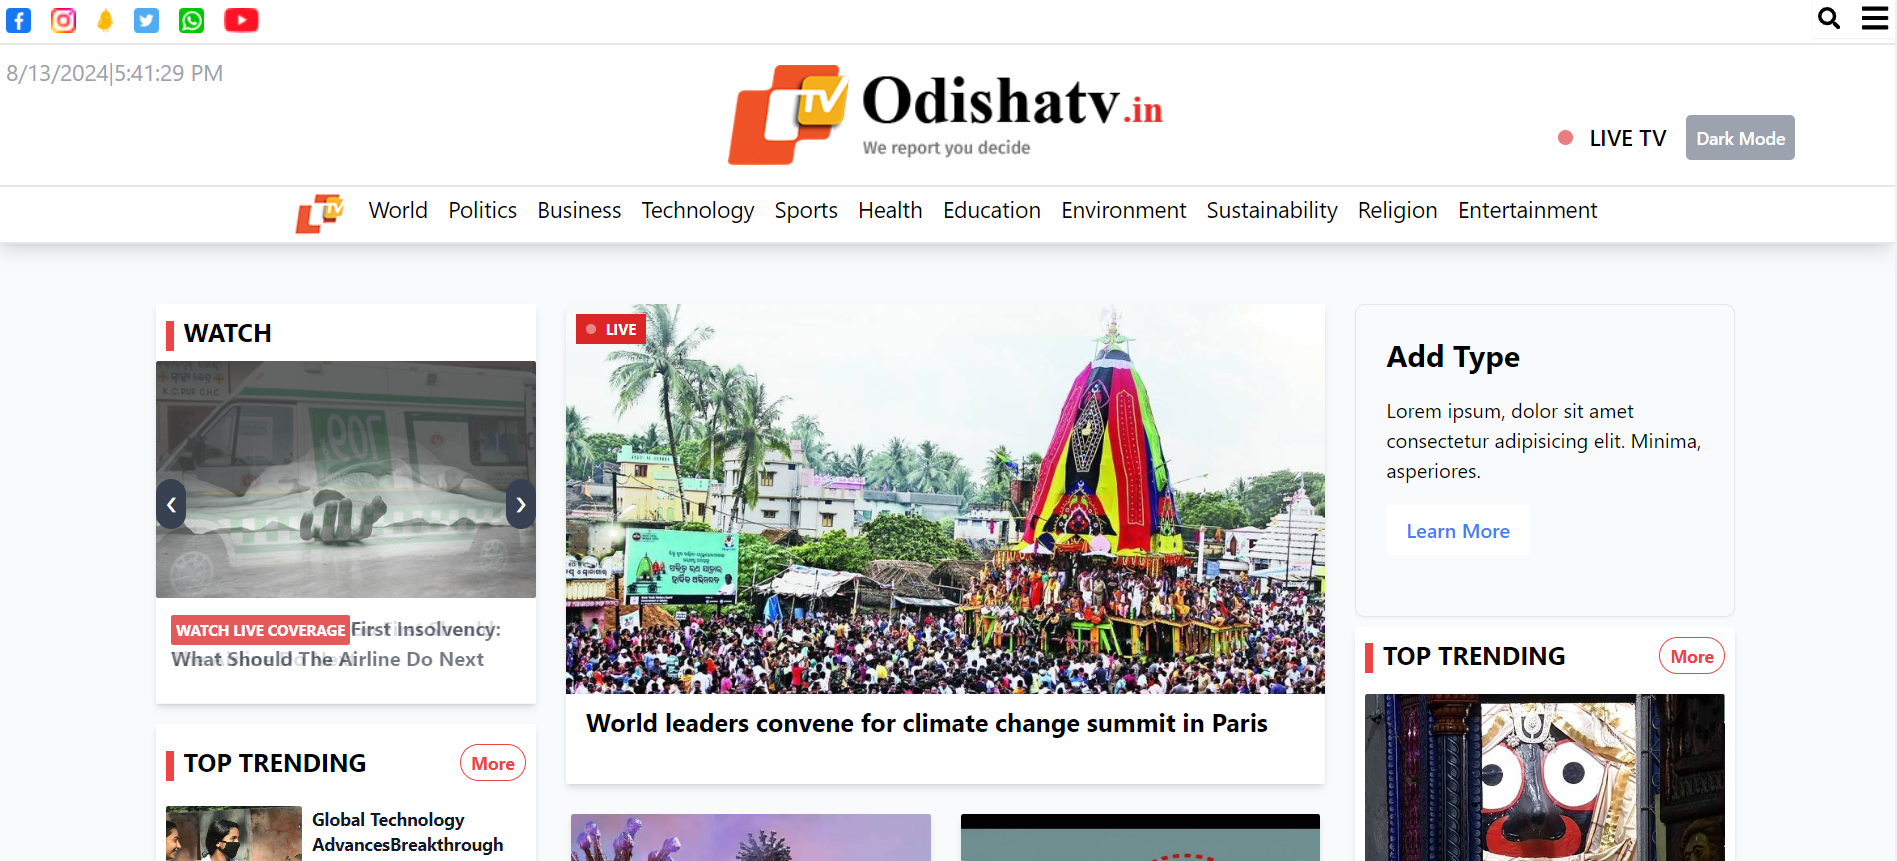 8/13/2024|5:41:29 PM
TV
Odishatv.in
We report you decide
LIVE TV
Dark Mode
TV
World Politics Business Technology Sports Health Education Environment Sustainability Religion Entertainment
WATCH
K.C.PUR C.H.C
WATCH LIVE COVERAGE First Insolvency:
What Should The Airline Do Next
TOP TRENDING
More
Global Technology
AdvancesBreakthrough
LIVE
World leaders convene for climate change summit in Paris
Add Type
Lorem ipsum, dolor sit amet
consectetur adipisicing elit. Minima,
asperiores.
Learn More
TOP TRENDING
More